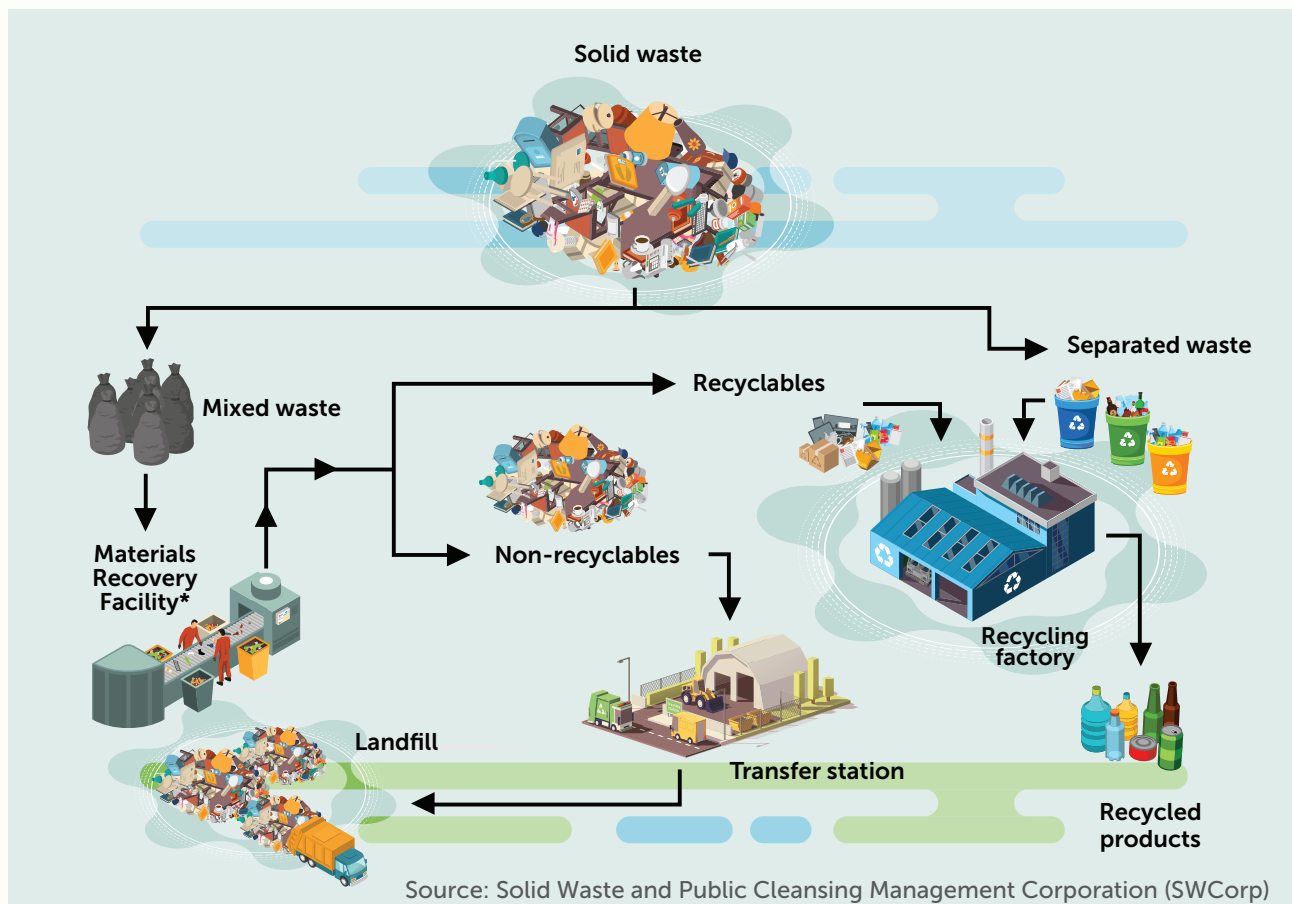 Solid waste
Separated waste
Mixed waste
Recyclables
Non-recyclables
Materials
Recovery
Facility*
Recycling
factory
Landfill
Transfer station
Recycled
products
Source: Solid Waste and Public Cleansing Management Corporation (SWCorp)